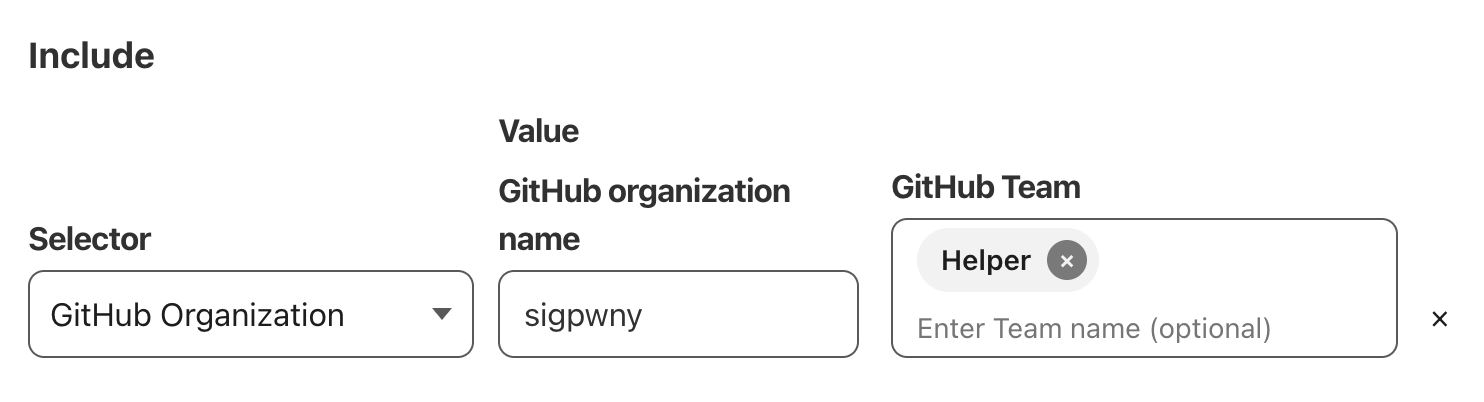 Include
Selector
GitHub Organization
Value
GitHub organization
name
sigpwny
GitHub Team
Helper ×
Enter Team name (optional)
×